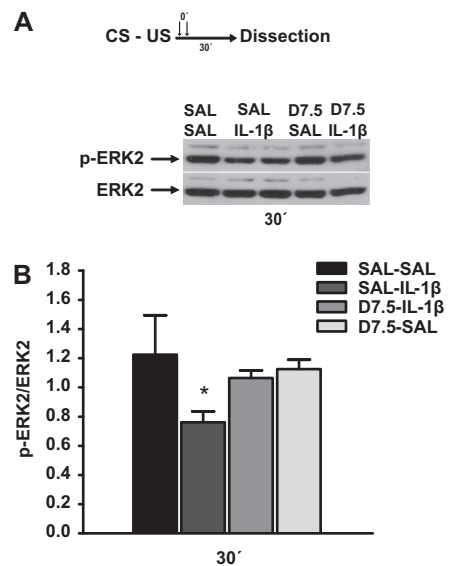 A
0´
CS - US
Dissection
30´
SAL SAL D7.5 D7.5
SAL IL-1β SAL IL-1β
p-ERK2
ERK2
30´
B
SAL-SAL
SAL-IL-1β
D7.5-IL-1β
D7.5-SAL
p-ERK2/ERK2
1.8
1.6
1.4
1.2
1.0
0.8
0.6
0.4
0.2
0.0
*
30´